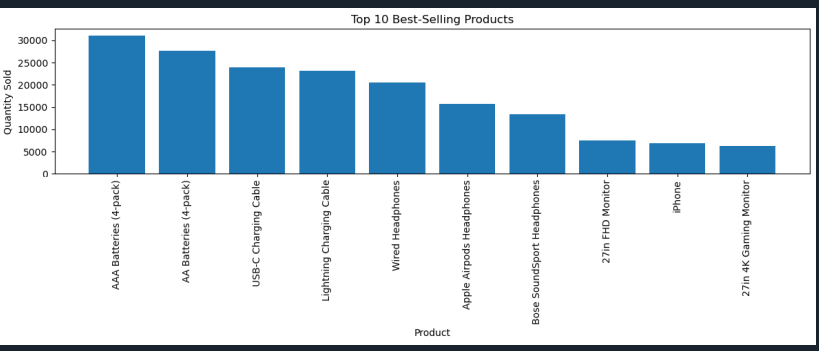 Top 10 Best-Selling Products
Quantity Sold
30000
25000
20000
15000
10000
5000
0
AAA Batteries (4-pack)
AA Batteries (4-pack)
USB-C Charging Cable
Lightning Charging Cable
Wired Headphones
Apple Airpods Headphones
Bose SoundSport Headphones
27in FHD Monitor
iPhone
27in 4K Gaming Monitor
Product